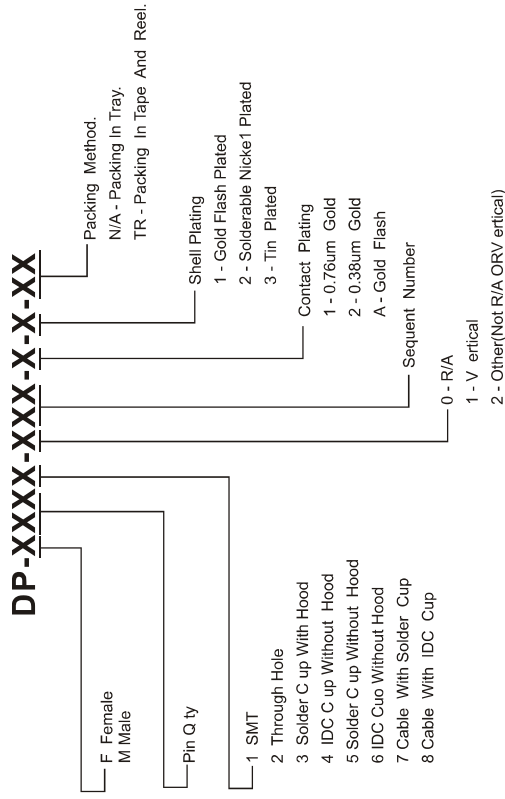 DP-XXXX-XXX-X-X-XX
Packing Method.
N/A - Packing In Tray.
TR - Packing In Tape And Reel.
Shell Plating
1 - Gold Flash Plated
2 - Solderable Nicke1 Plated
3 - Tin Plated
Contact Plating
1 - 0.76um Gold
2 - 0.38um Gold
A - Gold Flash
Sequent Number
0 - R/A
1 - V ertical
2 - Other(Not R/A ORV ertical)
F Female
M Male
Pin Q ty
1 SMT
2 Through Hole
3 Solder C up With Hood
4 IDC C up Without Hood
5 Solder C up Without Hood
6 IDC Cuo Without Hood
7 Cable With Solder Cup
8 Cable With IDC Cup